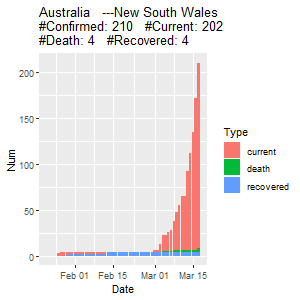 Australia   ---New South Wales
#Confirmed: 210   #Current: 202
#Death: 4   #Recovered: 4
200
150
100
50
0
Num
Feb 01 Feb 15 Mar 01 Mar 15
Date
Type
current
death
recovered